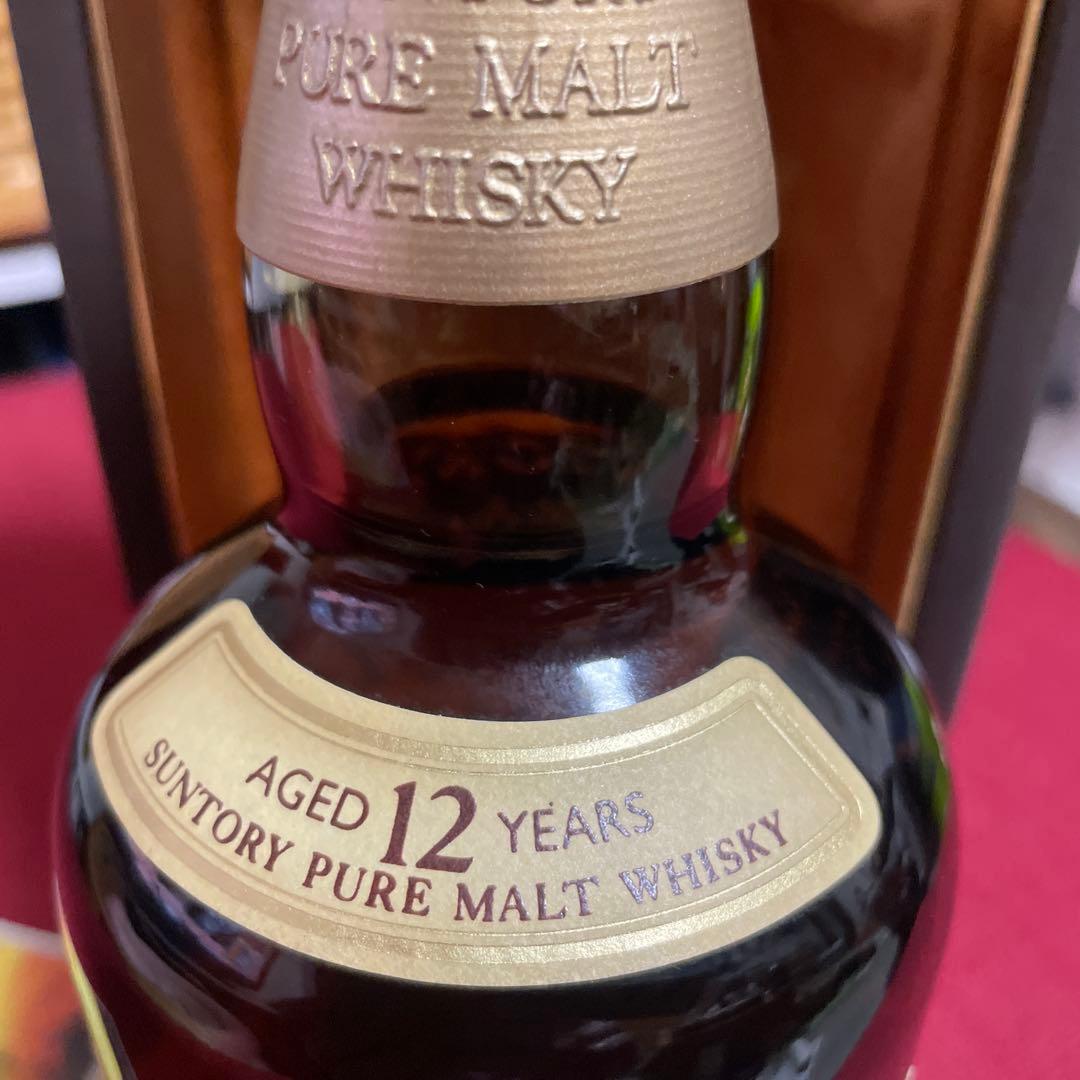 PURE MALT
WHISKY
AGED 12 YEARS
SUNTORY PURE MALT WHISKY